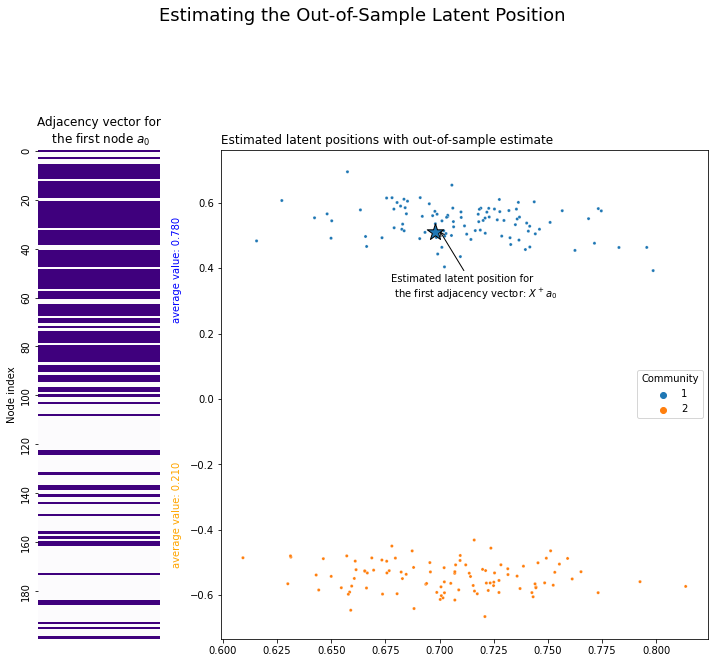 Estimating the Out-of-Sample Latent Position
Adjacency vector for
the first node a₀
Node index
0
20
40
60
80
100
120
140
160
180
average value: 0.780
average value: 0.210
Estimated latent positions with out-of-sample estimate
0.6
0.4
0.2
0.0
−0.2
−0.4
−0.6
Estimated latent position for
the first adjacency vector: X⁺a₀
Community
1
2
0.600 0.625 0.650 0.675 0.700 0.725 0.750 0.775 0.800